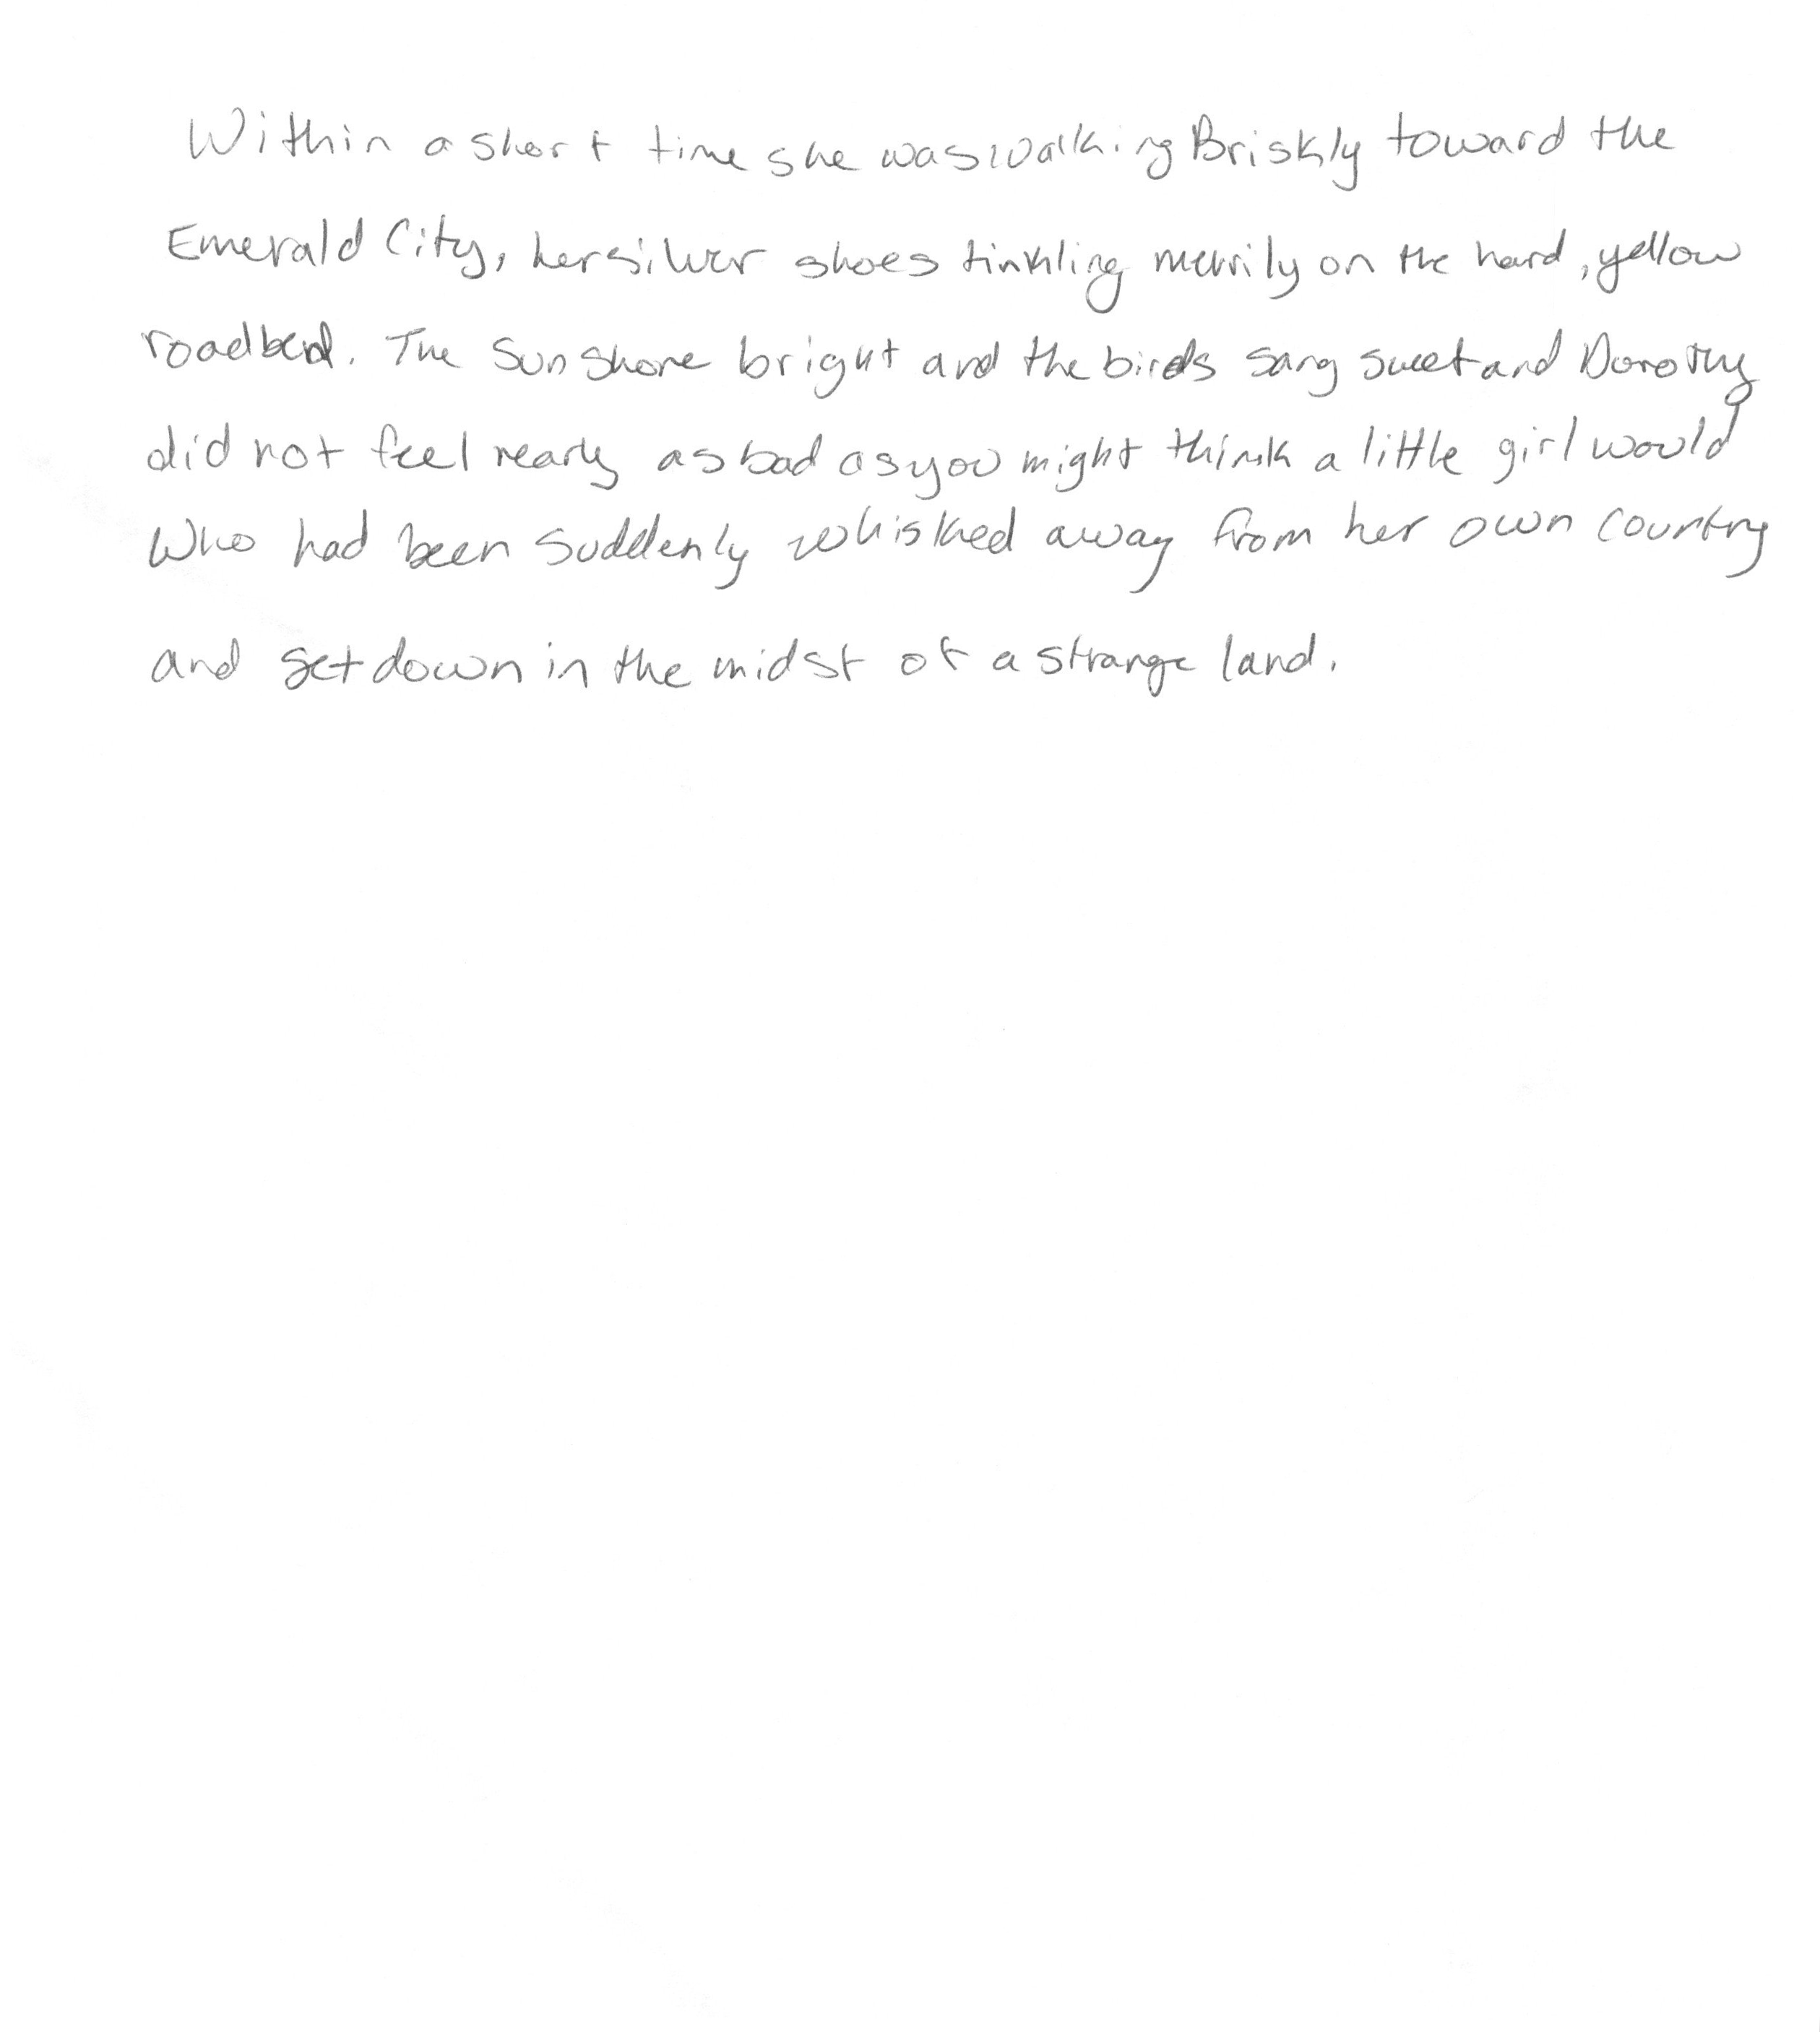 Within a short time she was walking Briskly toward the
Emerald City, her silver shoes tinkling merrily on the hard, yellow
roadbed. The sun shone bright and the birds sang sweet and Dorothy
did not feel nearly as bad as you might think a little girl would
Who had been suddenly whisked away from her own country
and set down in the midst of a strange land.